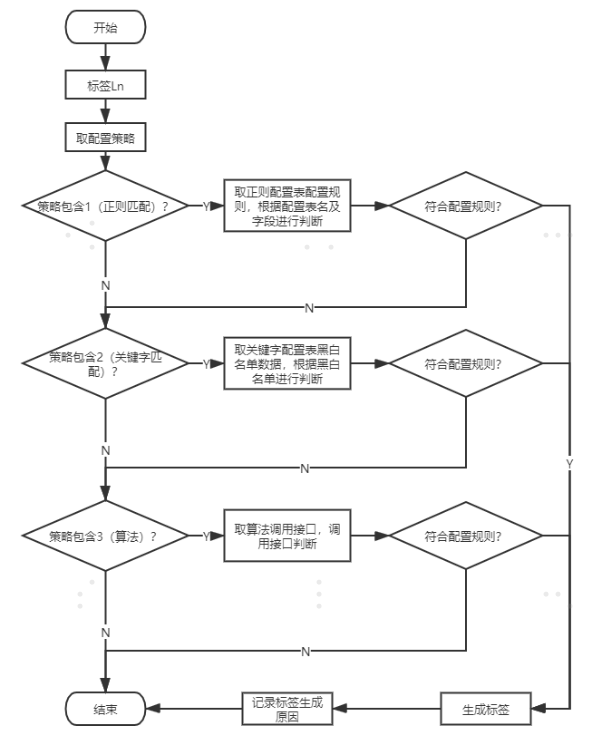 开始
标签Ln
取配置策略
策略包含1（正则匹配）？
Y
取正则配置表配置规
则，根据配置表名及
字段进行判断
符合配置规则？
N
N
策略包含2（关键字匹
配）？
Y
取关键字配置表黑白
名单数据，根据黑白
名单进行判断
符合配置规则？
N
N
Y
策略包含3（算法）？
Y
取算法调用接口，调
用接口判断
符合配置规则？
N
N
结束
记录标签生成
原因
生成标签